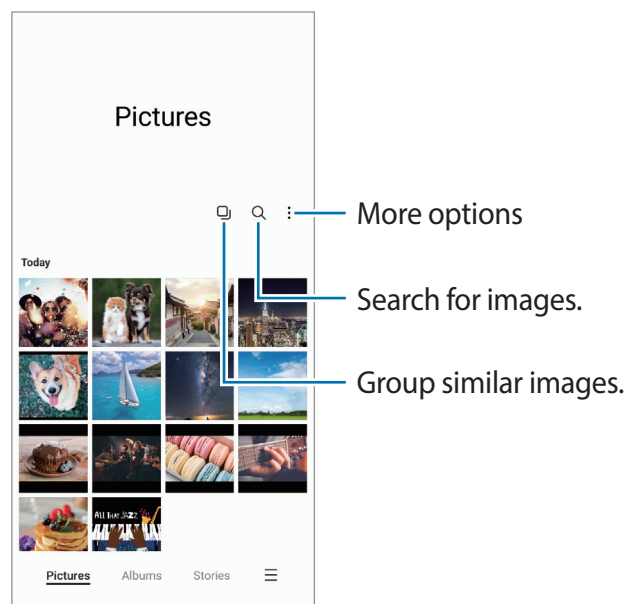 Pictures
More options
Today
Search for images.
Group similar images.
ALL THAT JAZZ
Pictures Albums Stories